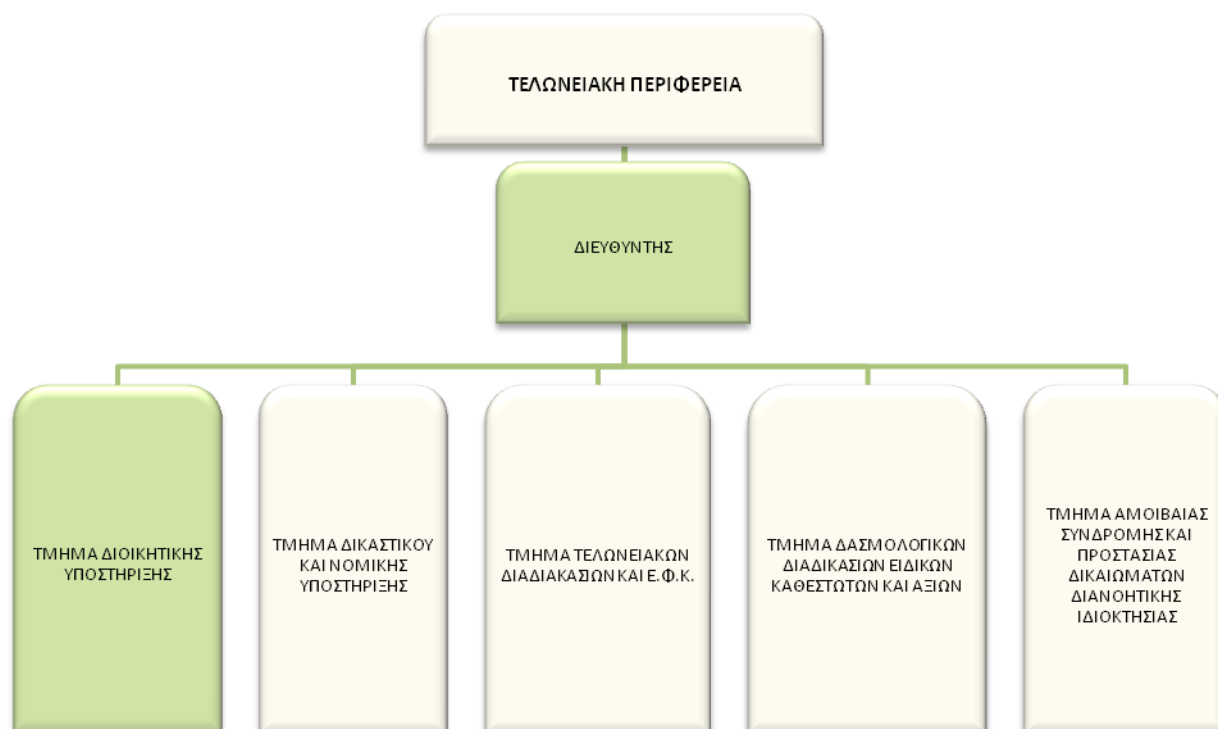 ΤΕΛΩΝΕΙΑΚΗ ΠΕΡΙΦΕΡΕΙΑ
ΔΙΕΥΘΥΝΤΗΣ
ΤΜΗΜΑ ΔΙΟΙΚΗΤΙΚΗΣ
ΥΠΟΣΤΗΡΙΞΗΣ
ΤΜΗΜΑ ΔΙΚΑΣΤΙΚΟΥ
ΚΑΙ ΝΟΜΙΚΗΣ
ΥΠΟΣΤΗΡΙΞΗΣ
ΤΜΗΜΑ ΤΕΛΩΝΕΙΑΚΩΝ
ΔΙΑΔΙΑΚΑΣΙΩΝ ΚΑΙ Ε.Φ.Κ.
ΤΜΗΜΑ ΔΑΣΜΟΛΟΓΙΚΩΝ
ΔΙΑΔΙΚΑΣΙΩΝ ΕΙΔΙΚΩΝ
ΚΑΘΕΣΤΩΤΩΝ ΚΑΙ ΑΞΙΩΝ
ΤΜΗΜΑ ΑΜΟΙΒΑΙΑΣ
ΣΥΝΔΡΟΜΗΣ ΚΑΙ
ΠΡΟΣΤΑΣΙΑΣ
ΔΙΚΑΙΩΜΑΤΩΝ
ΔΙΑΝΟΗΤΙΚΗΣ
ΙΔΙΟΚΤΗΣΙΑΣ